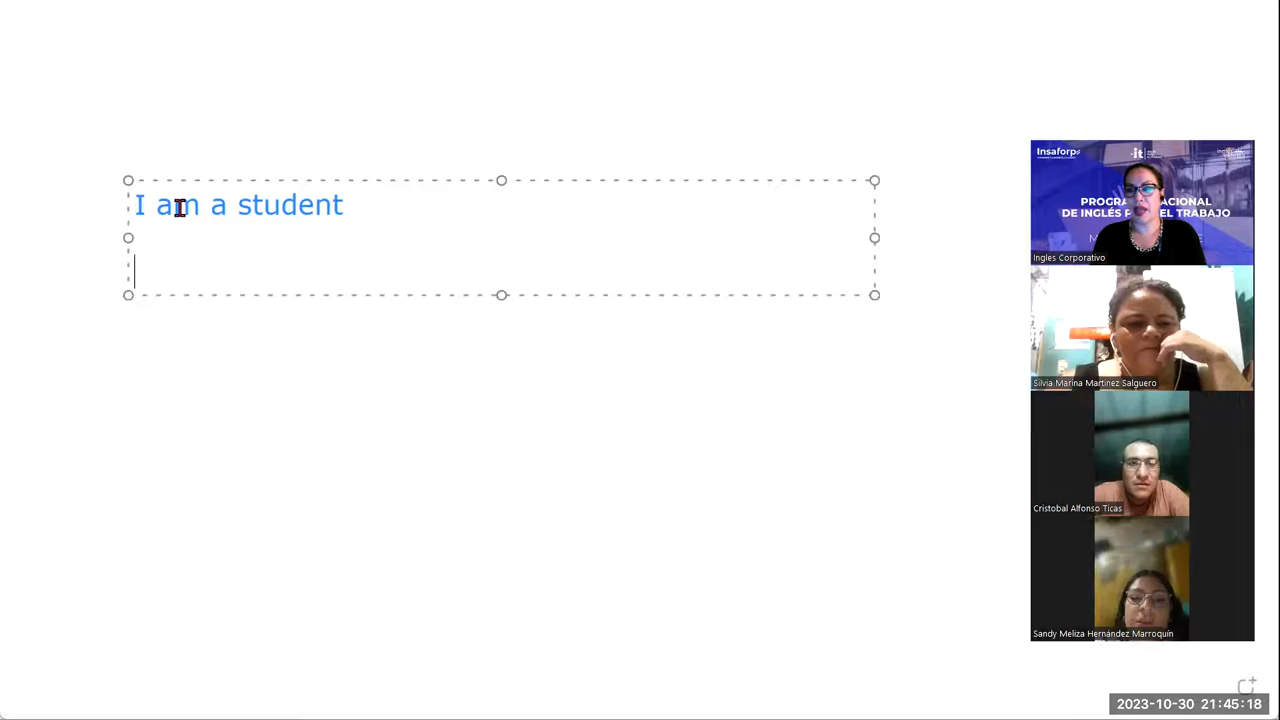 I am a student
Insaforp
it
PROGRA
ACIONAL
DE INGLÉS P
EL TRABAJO
Ingles Corporativo
Silvia Marina Martinez Salguero
Cristobal Alfonso Ticas
Sandy Meliza Hernández Marroquín
2023-10-30 21:45:18